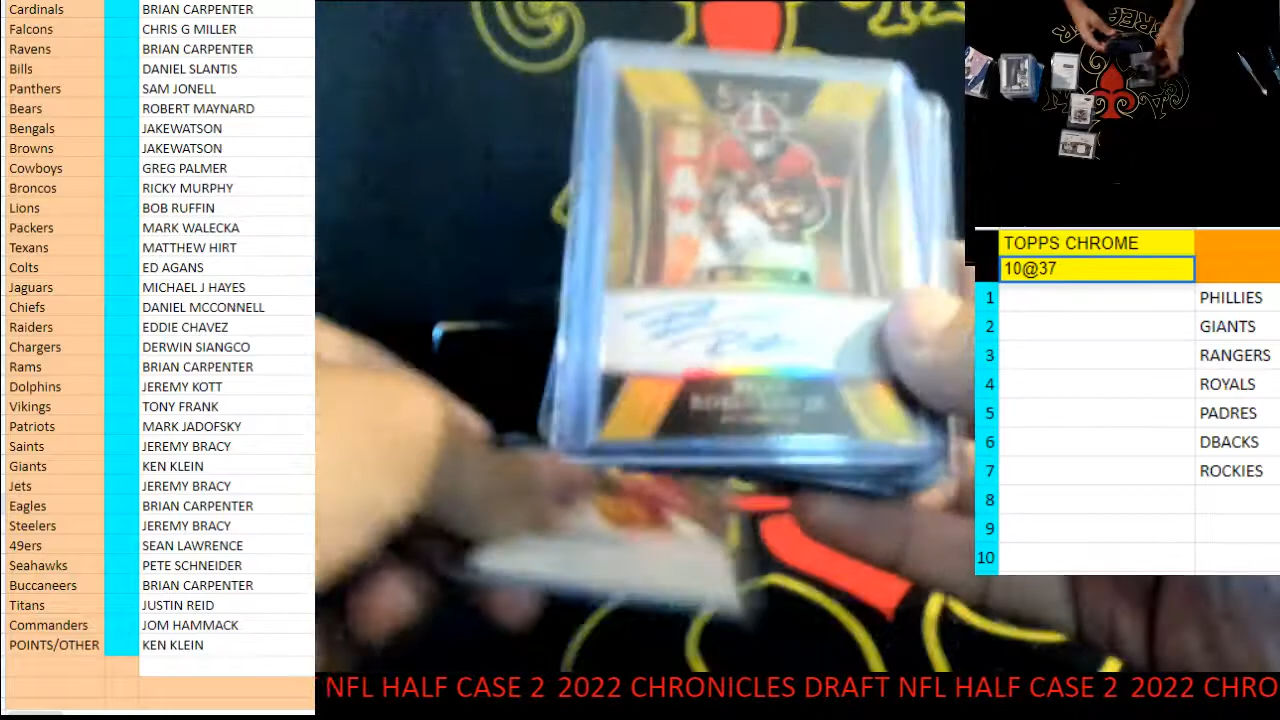 Cardinals BRIAN CARPENTER
Falcons CHRIS G MILLER
Ravens BRIAN CARPENTER
Bills DANIEL SLANTIS
Panthers SAM JONELL
Bears ROBERT MAYNARD
Bengals JAKEWATSON
Browns JAKEWATSON
Cowboys GREG PALMER
Broncos RICKY MURPHY
Lions BOB RUFFIN
Packers MARK WALECKA
Texans MATTHEW HIRT
Colts ED AGANS
Jaguars MICHAEL J HAYES
Chiefs DANIEL MCCONNELL
Raiders EDDIE CHAVEZ
Chargers DERWIN SIANGCO
Rams BRIAN CARPENTER
Dolphins JEREMY KOTT
Vikings TONY FRANK
Patriots MARK JADOFSKY
Saints JEREMY BRACY
Giants KEN KLEIN
Jets JEREMY BRACY
Eagles BRIAN CARPENTER
Steelers JEREMY BRACY
49ers SEAN LAWRENCE
Seahawks PETE SCHNEIDER
Buccaneers BRIAN CARPENTER
Titans JUSTIN REID
Commanders JOM HAMMACK
POINTS/OTHER KEN KLEIN
TOPPS CHROME
10@37
1 PHILLIES
2 GIANTS
3 RANGERS
4 ROYALS
5 PADRES
6 DBACKS
7 ROCKIES
8
9
10
NFL HALF CASE 2 2022 CHRONICLES DRAFT NFL HALF CASE 2 2022 CHRO